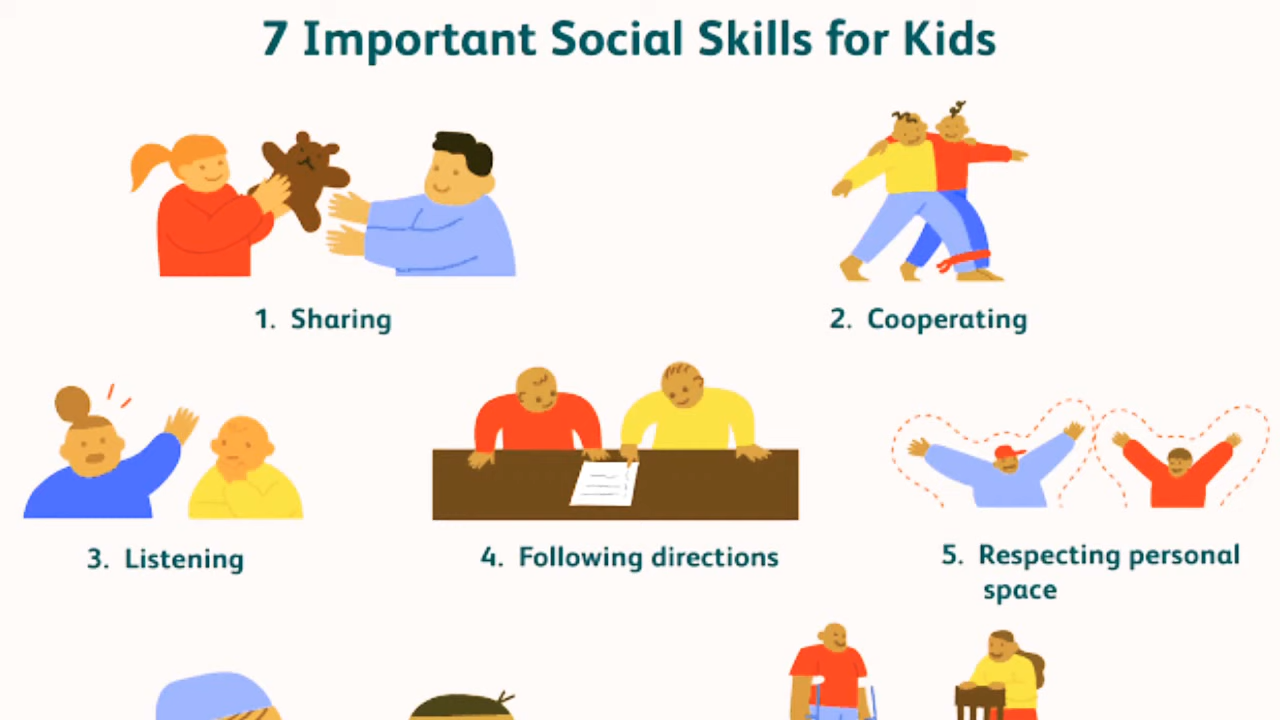 7 Important Social Skills for Kids
1. Sharing
2. Cooperating
3. Listening
4. Following directions
5. Respecting personal
space